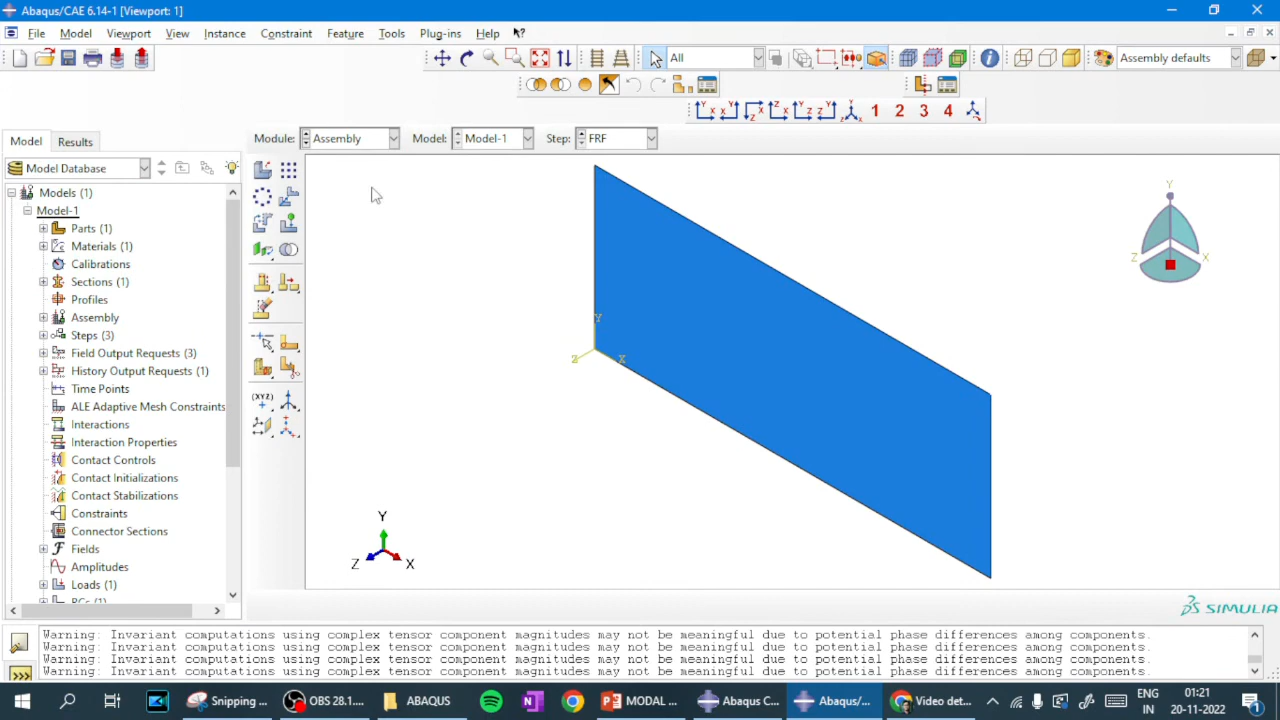 Abaqus/CAE 6.14-1 [Viewport: 1]
File Model Viewport View Instance Constraint Feature Tools Plug-ins Help
All
Assembly defaults
1 2 3 4
Model Results
Module: Assembly Model: Model-1 Step: FRF
Model Database
Models (1)
Model-1
Parts (1)
Materials (1)
Calibrations
Sections (1)
Profiles
Assembly
Steps (3)
Field Output Requests (3)
History Output Requests (1)
Time Points
ALE Adaptive Mesh Constraints
Interactions
Interaction Properties
Contact Controls
Contact Initializations
Contact Stabilizations
Constraints
Connector Sections
Fields
Amplitudes
Loads (1)
BCs (1)
(XYZ)
Y
X
Z
Y
Z
X
Y
Z
X
SIMULIA
Warning: Invariant computations using complex tensor component magnitudes may not be meaningful due to potential phase differences among components.
Warning: Invariant computations using complex tensor component magnitudes may not be meaningful due to potential phase differences among components.
Warning: Invariant computations using complex tensor component magnitudes may not be meaningful due to potential phase differences among components.
Warning: Invariant computations using complex tensor component magnitudes may not be meaningful due to potential phase differences among components.
>>>
Snipping ... OBS 28.1.... ABAQUS MODAL ... Abaqus C... Abaqus/... Video det...
ENG
IN
01:21
20-11-2022